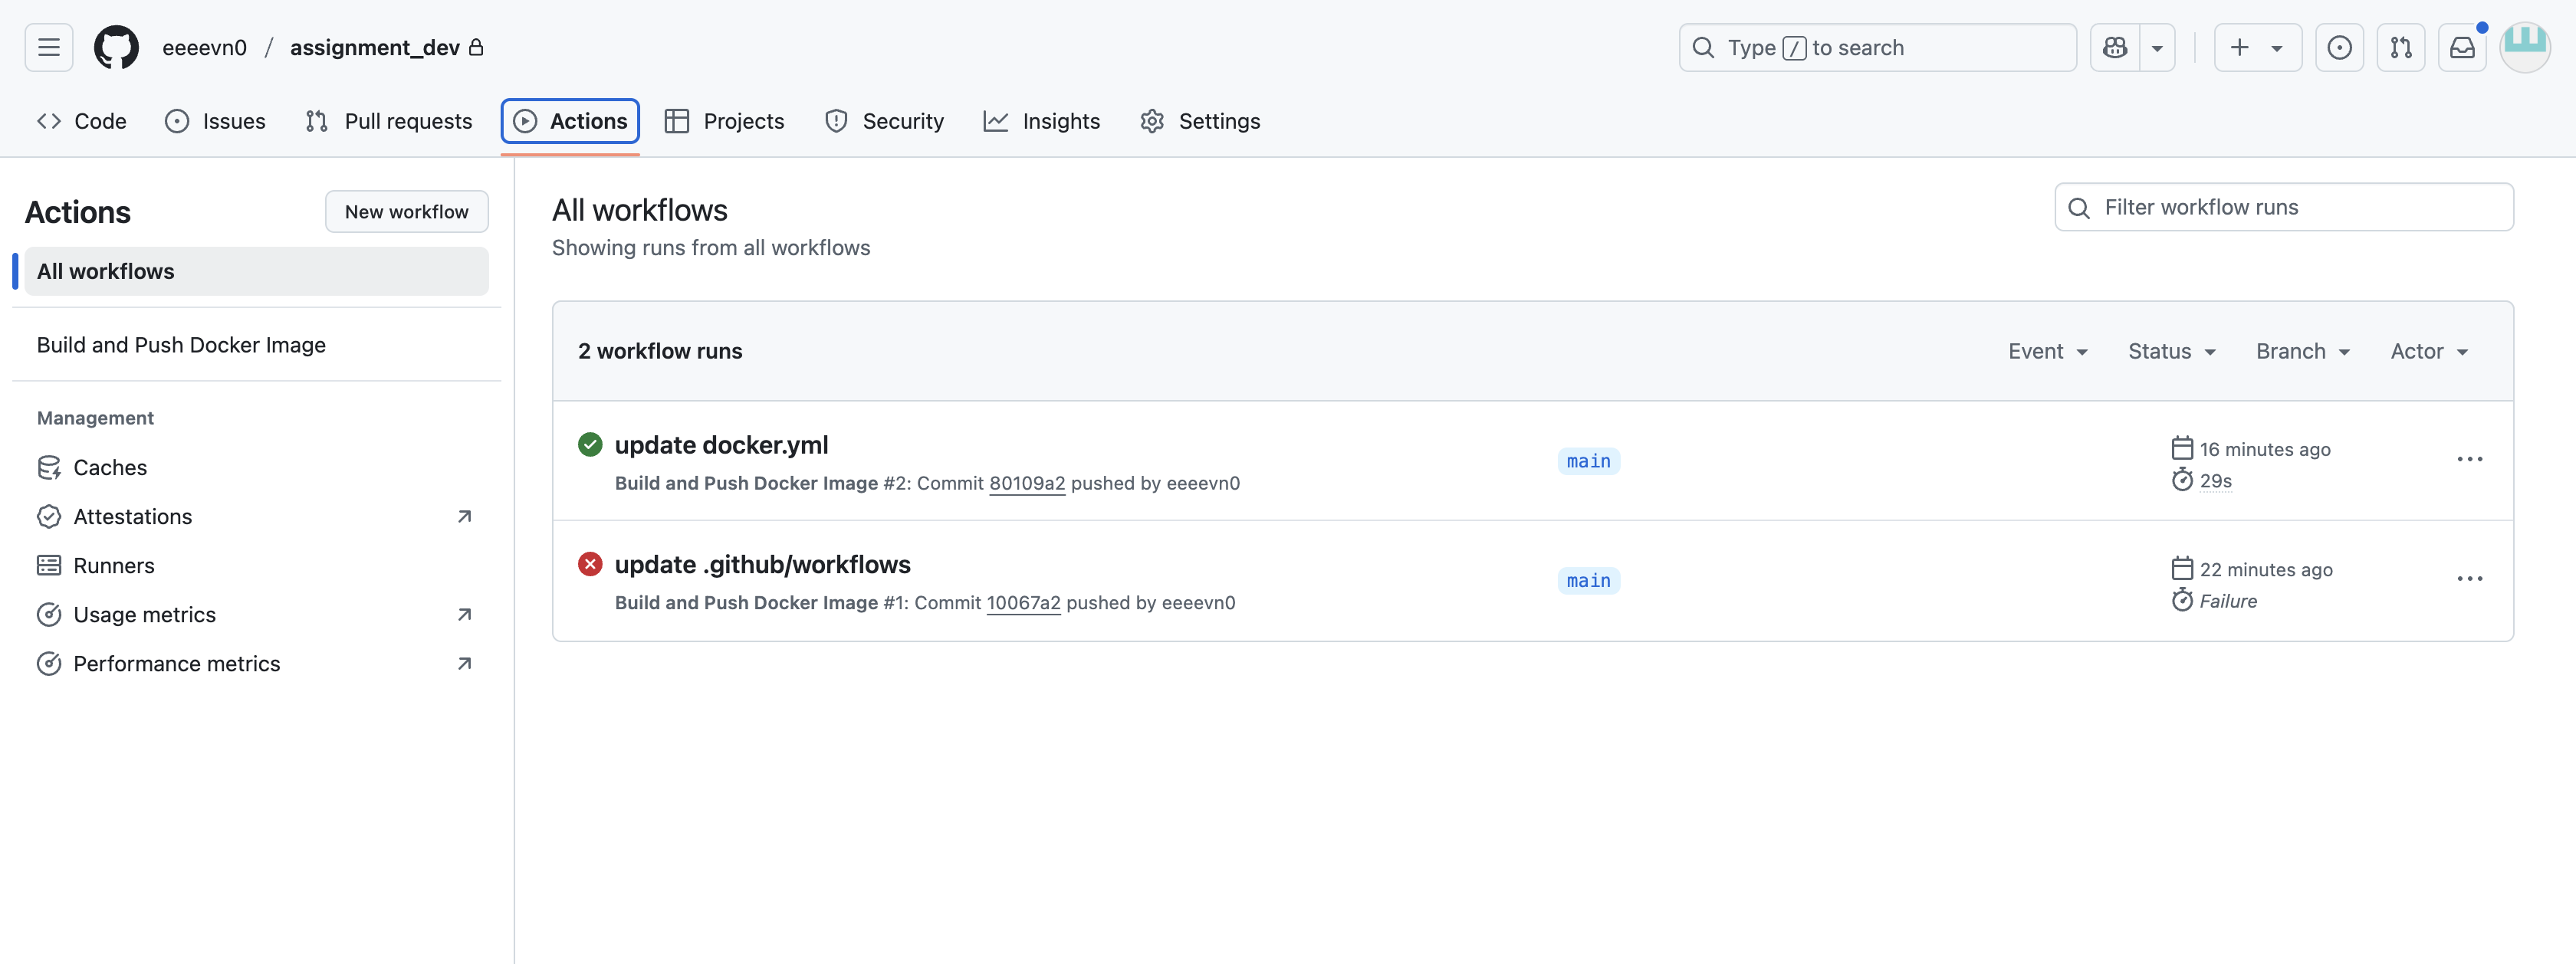 eeeevn0 / assignment_dev
Type / to search
Code
Issues
Pull requests
Actions
Projects
Security
Insights
Settings
Actions
New workflow
All workflows
Build and Push Docker Image
Management
Caches
Attestations
Runners
Usage metrics
Performance metrics
All workflows
Showing runs from all workflows
Filter workflow runs
2 workflow runs
Event
Status
Branch
Actor
update docker.yml
Build and Push Docker Image #2: Commit 80109a2 pushed by eeeevn0
main
16 minutes ago
29s
update .github/workflows
Build and Push Docker Image #1: Commit 10067a2 pushed by eeeevn0
main
22 minutes ago
Failure